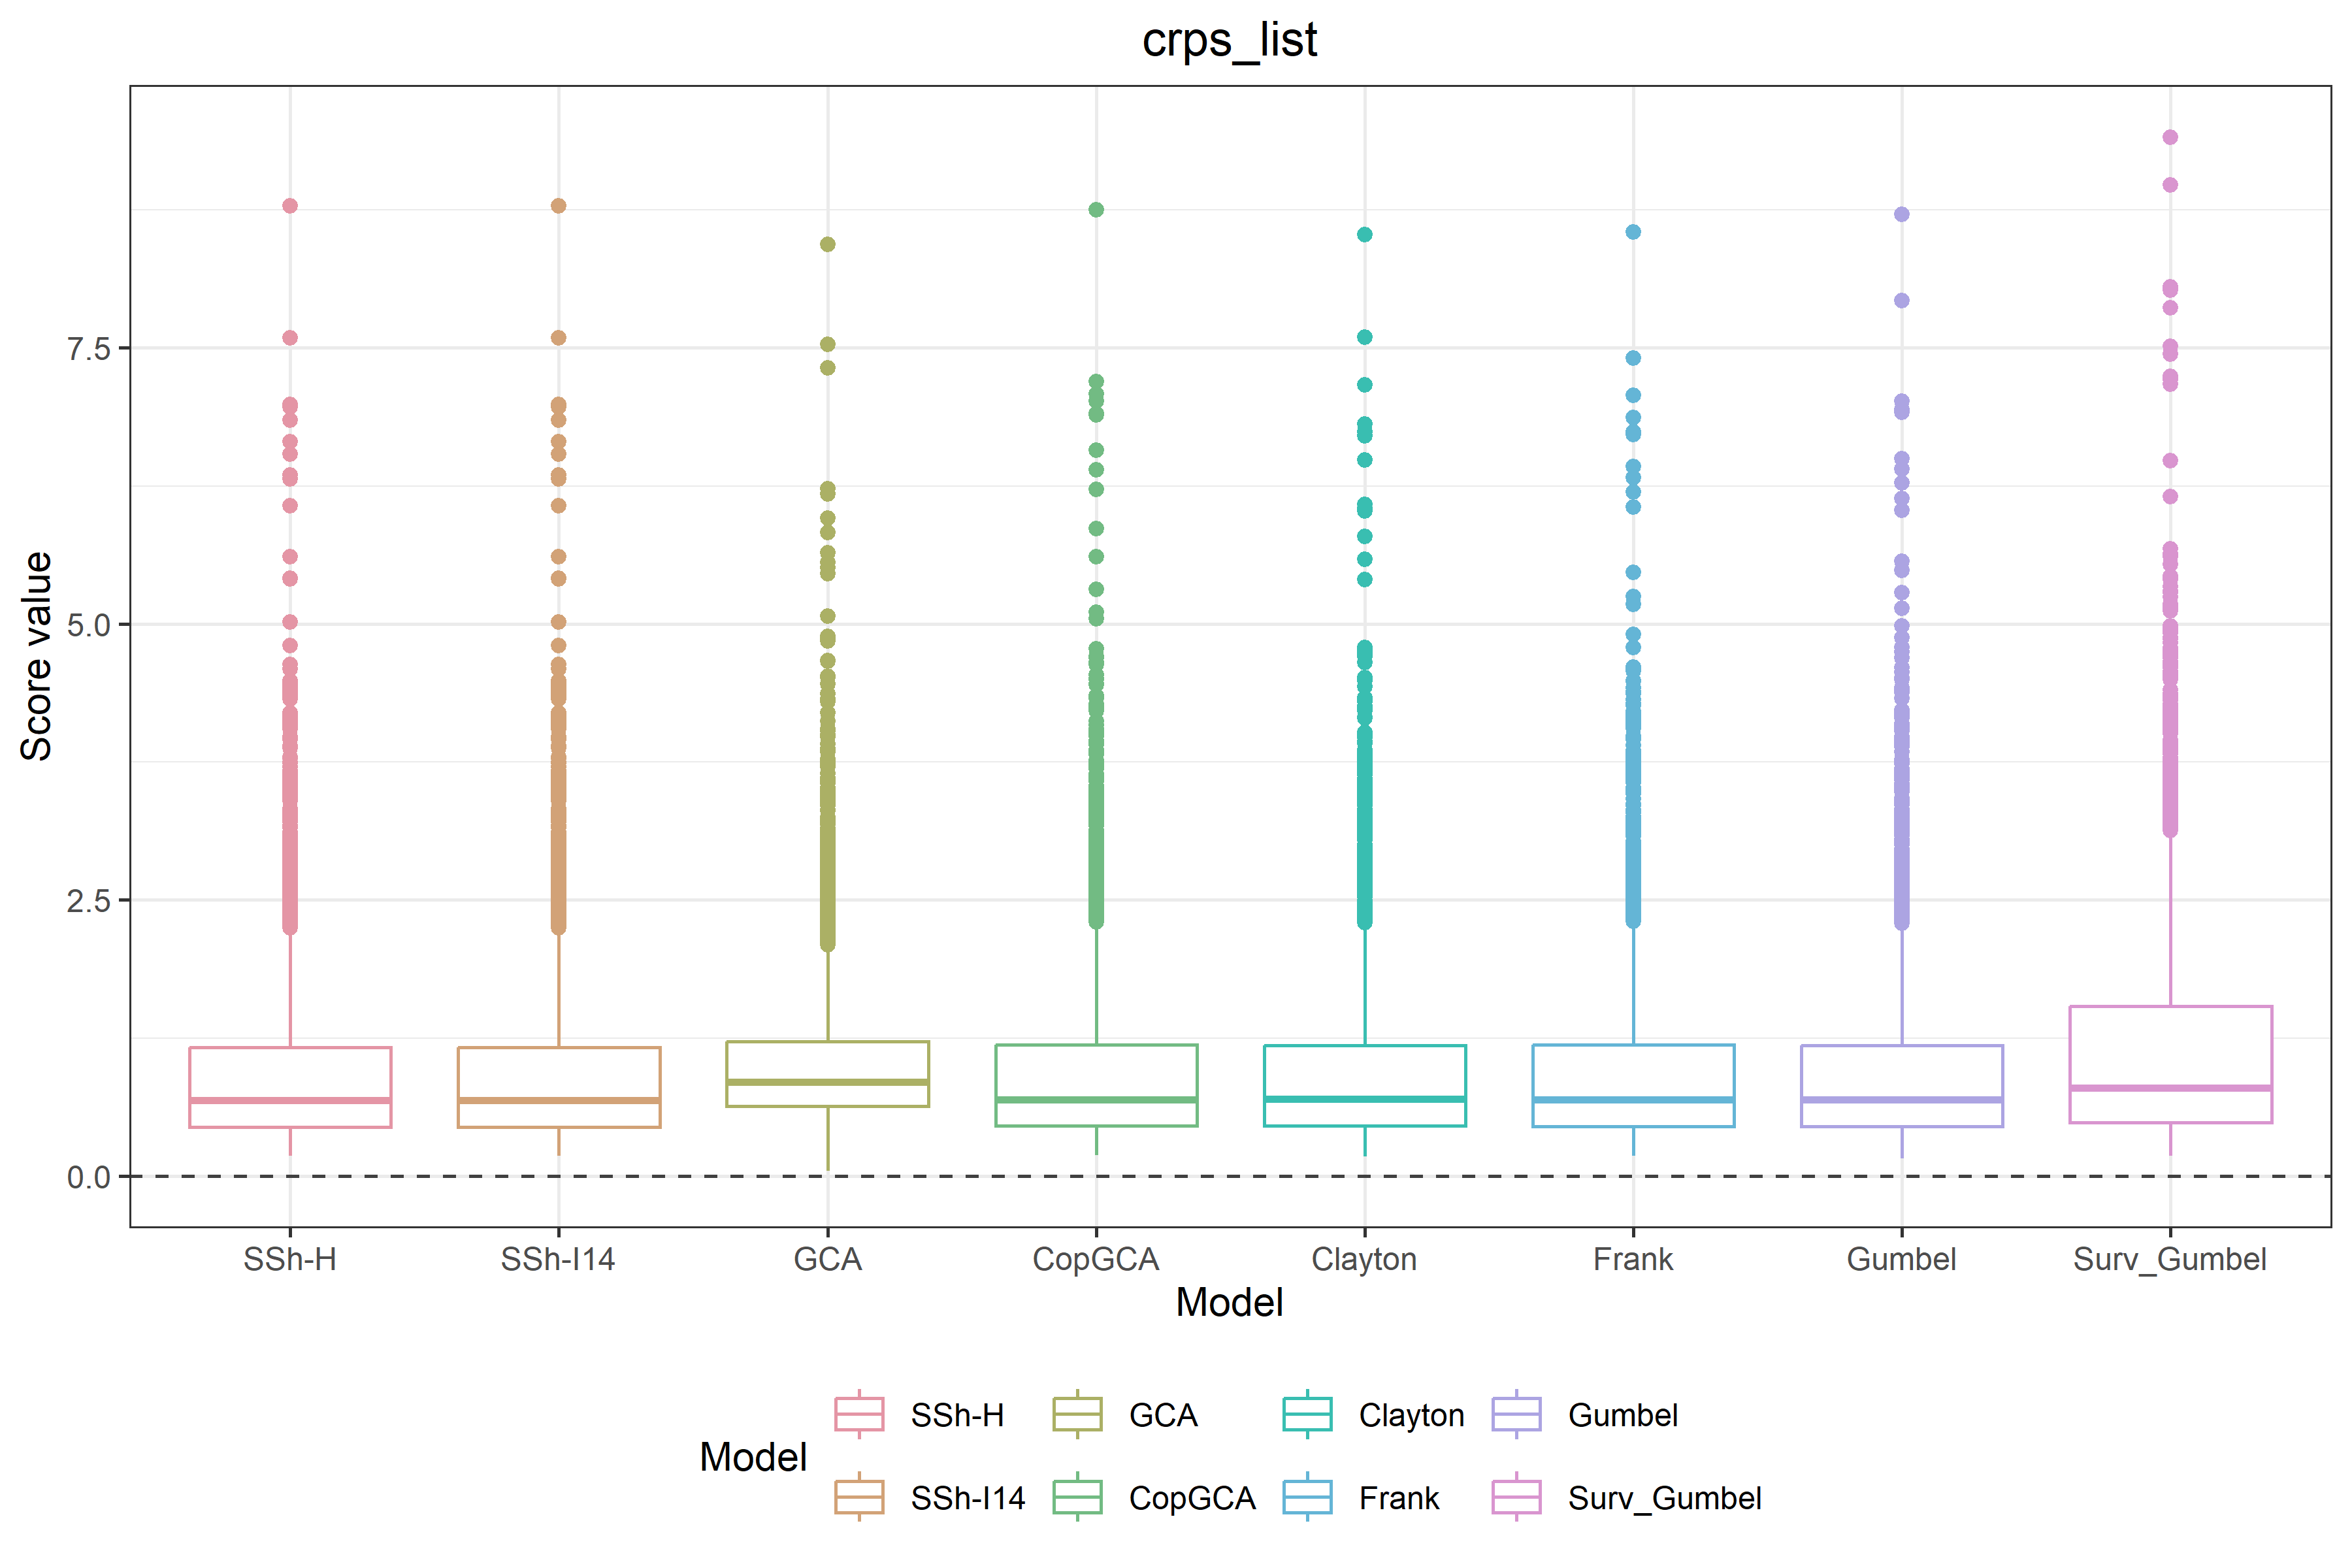 crps_list
Score value
7.5
5.0
2.5
0.0
SSh-H SSh-I14 GCA CopGCA Clayton Frank Gumbel Surv_Gumbel
Model
Model
SSh-H GCA Clayton Gumbel
SSh-I14 CopGCA Frank Surv_Gumbel